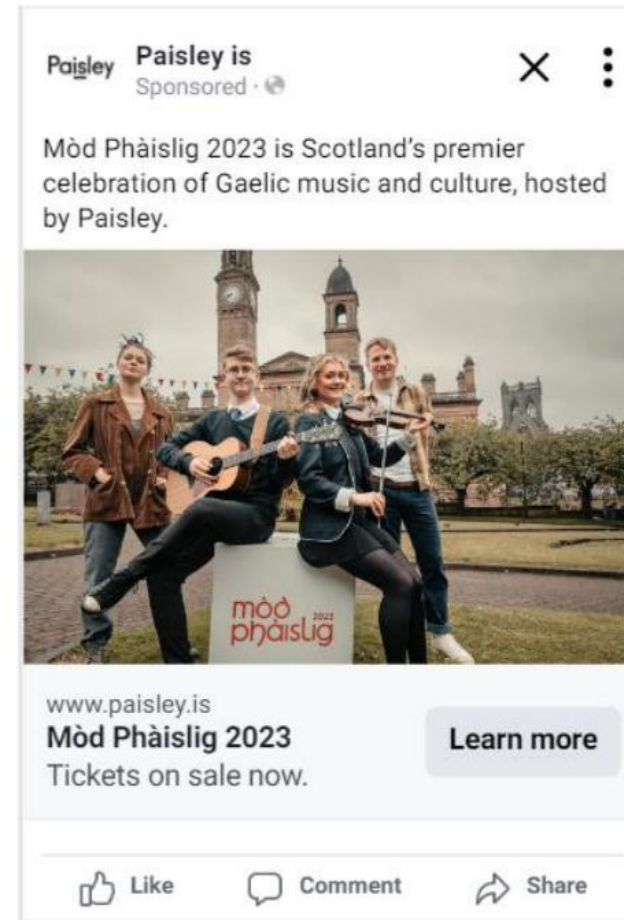 Paisley
Paisley is
Sponsored ·
Mòd Phàislig 2023 is Scotland's premier
celebration of Gaelic music and culture, hosted
by Paisley.
mòd 2023
phàislig
www.paisley.is
Mòd Phàislig 2023
Tickets on sale now.
Learn more
Like
Comment
Share